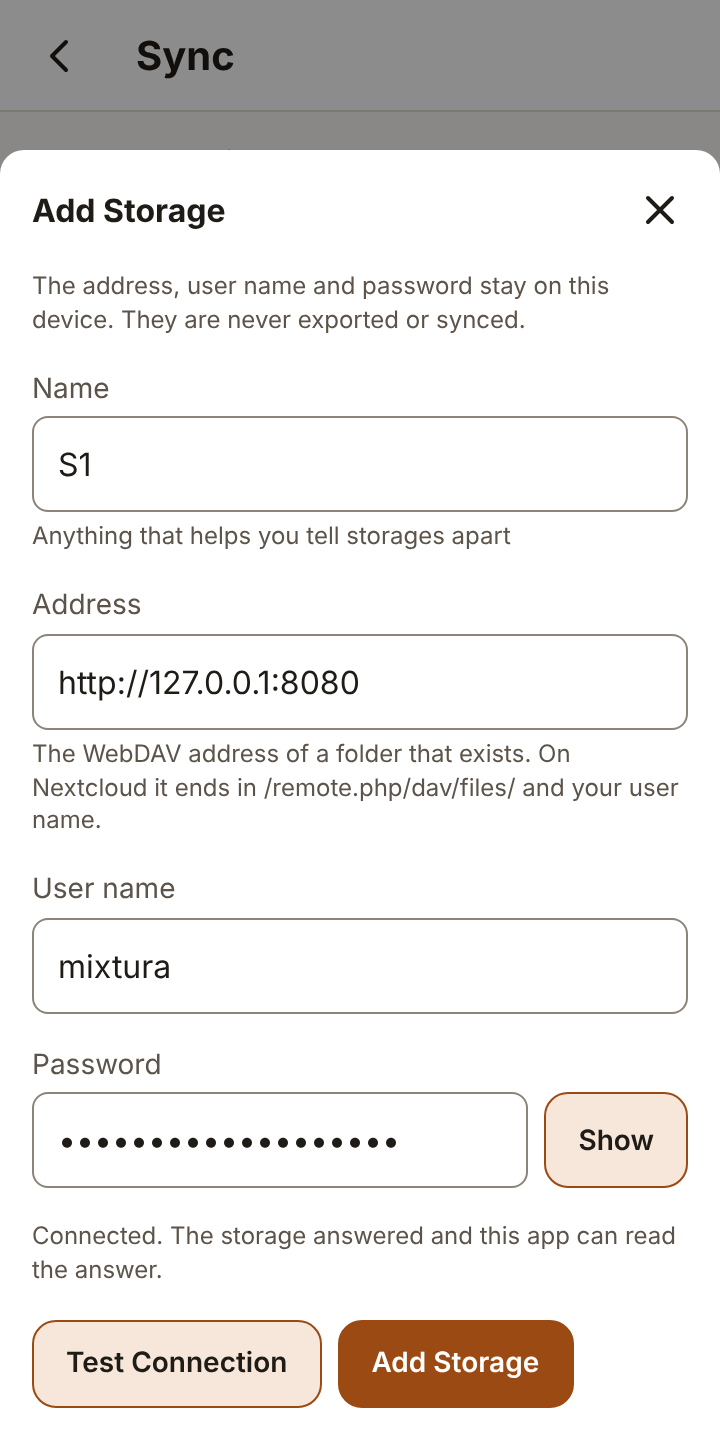 Sync
Add Storage
The address, user name and password stay on this
device. They are never exported or synced.
Name
S1
Anything that helps you tell storages apart
Address
http://127.0.0.1:8080
The WebDAV address of a folder that exists. On
Nextcloud it ends in /remote.php/dav/files/ and your user
name.
User name
mixtura
Password
•••••••••••••••••••
Show
Connected. The storage answered and this app can read
the answer.
Test Connection
Add Storage